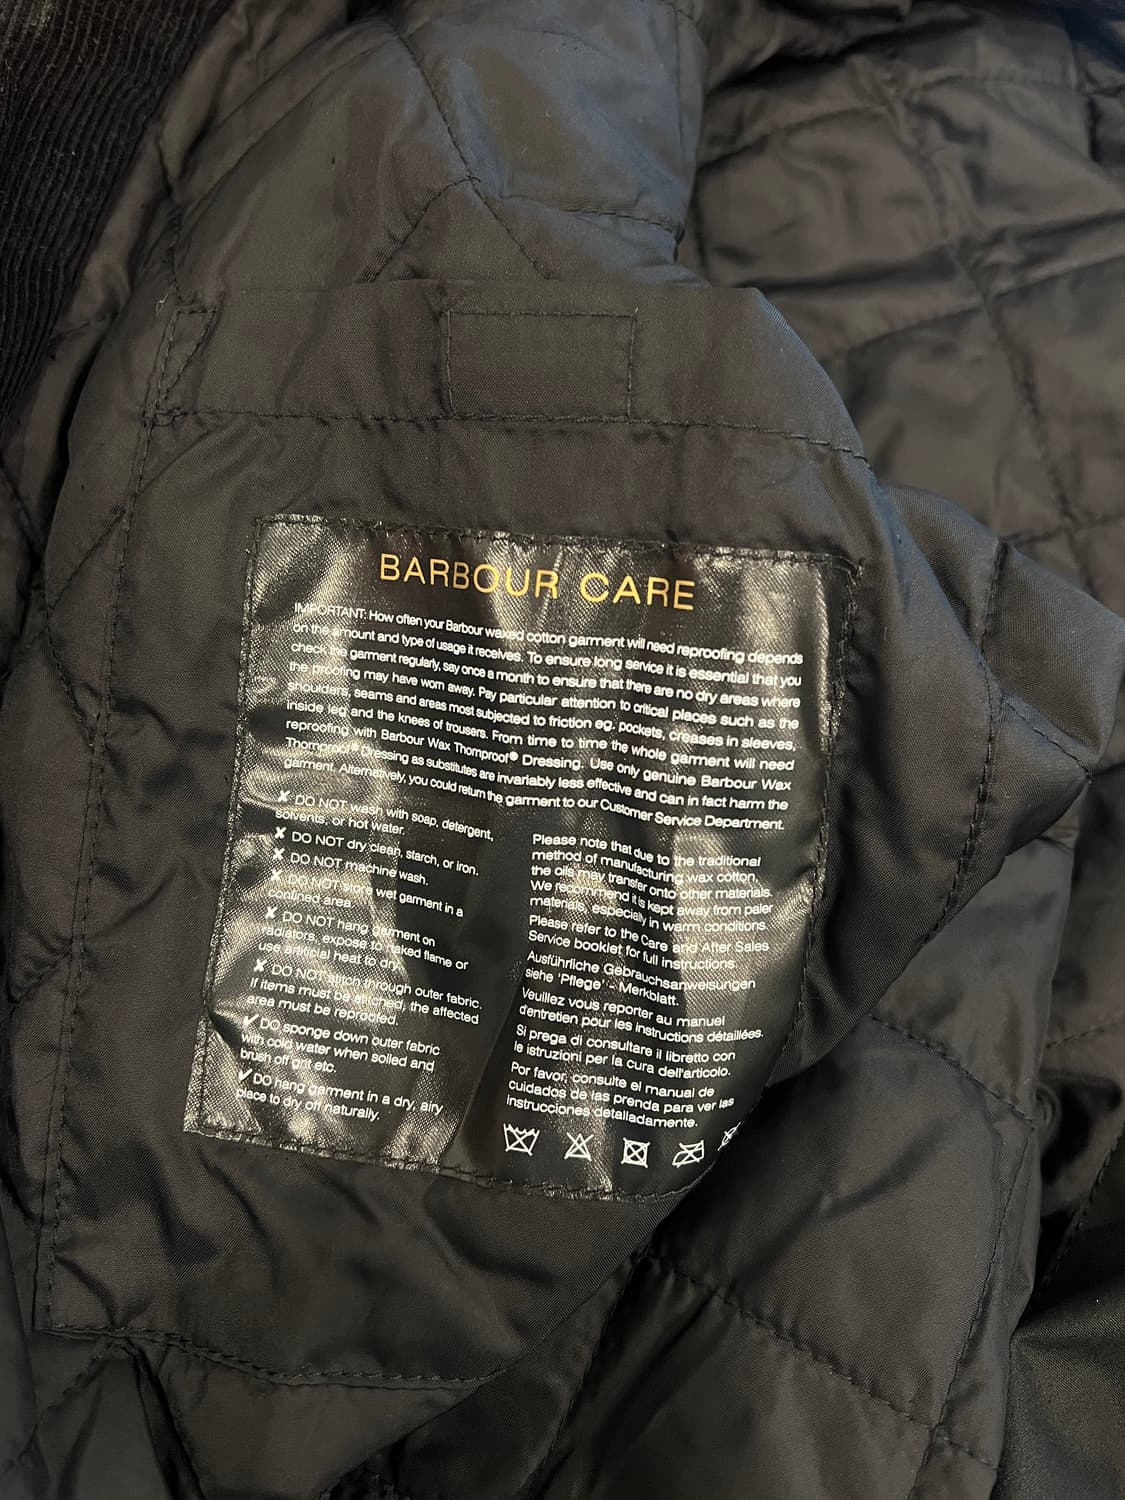 BARBOUR CARE
IMPORTANT: How often your Barbour waxed cotton garment will need reproofing depends
on the amount and type of usage it receives. To ensure long service it is essential that you
check the garment regularly, say once a month to ensure that there are no dry areas where
the proofing may have worn away. Pay particular attention to critical places such as the
shoulders, seams and areas most subjected to friction eg. pockets, creases in sleeves,
inside leg and the knees of trousers. From time to time the whole garment will need
reproofing with Barbour Wax Thornproof® Dressing. Use only genuine Barbour Wax
Thornproof® Dressing as substitutes are invariably less effective and can in fact harm the
garment. Alternatively, you could return the garment to our Customer Service Department.
✘ DO NOT wash with soap, detergent,
solvents, or hot water.
✘ DO NOT dry clean, starch, or iron.
✘ DO NOT machine wash.
✘ DO NOT store wet garment in a
confined area.
✘ DO NOT hang garment on
radiators, expose to naked flame or
use artificial heat to dry.
✘ DO NOT stitch through outer fabric.
If items must be stitched, the affected
area must be reproofed.
✔ DO sponge down outer fabric
with cold water when soiled and
brush off grit etc.
✔ DO hang garment in a dry, airy
place to dry off naturally.
Please note that due to the traditional
method of manufacturing wax cotton,
the oils may transfer onto other materials.
We recommend it is kept away from paler
materials, especially in warm conditions.
Please refer to the Care and After Sales
Service booklet for full instructions.
Ausführliche Gebrauchsanweisungen
siehe 'Pflege' - Merkblatt.
Veuillez vous reporter au manuel
d'entretien pour les instructions détaillées.
Si prega di consultare il libretto con
le istruzioni per la cura dell'articolo.
Por favor, consulte el manual de
cuidados de las prenda para ver las
instrucciones detalladamente.